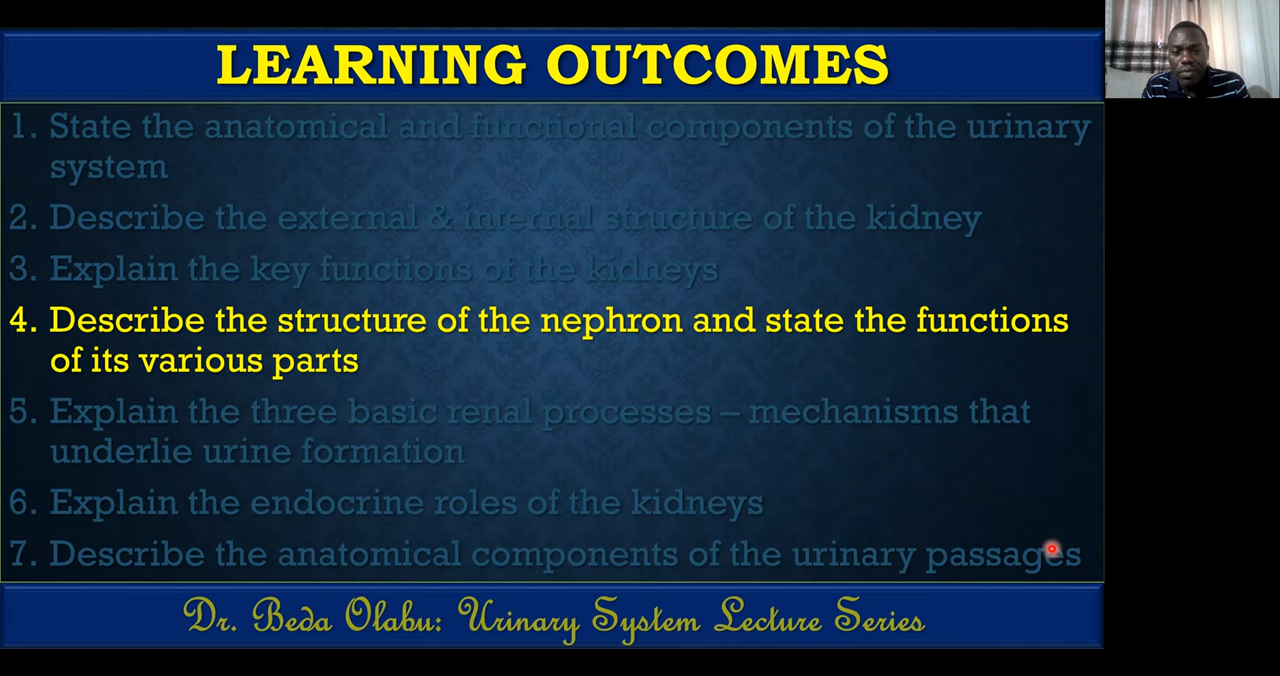 LEARNING OUTCOMES
1. State the anatomical and functional components of the urinary
system
2. Describe the external & internal structure of the kidney
3. Explain the key functions of the kidneys
4. Describe the structure of the nephron and state the functions
of its various parts
5. Explain the three basic renal processes – mechanisms that
underlie urine formation
6. Explain the endocrine roles of the kidneys
7. Describe the anatomical components of the urinary passages
Dr. Beda Olabu: Urinary System Lecture Series